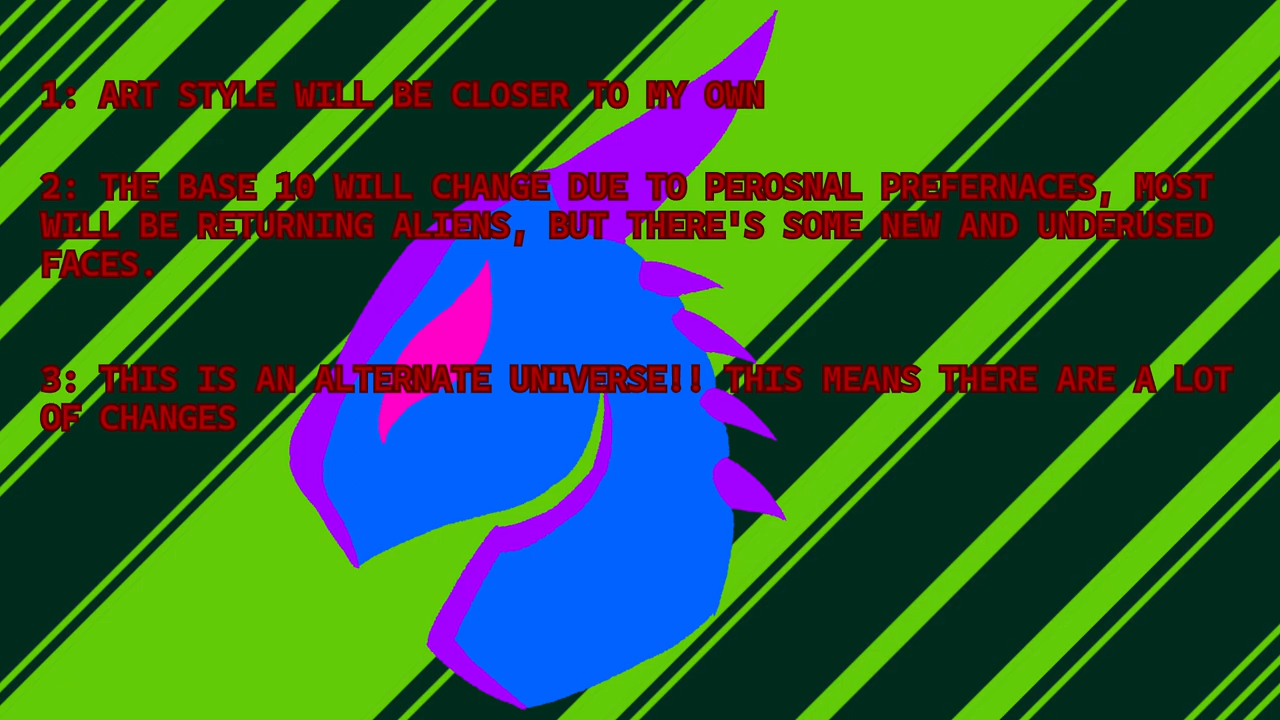 1: ART STYLE WILL BE CLOSER TO MY OWN
2: THE BASE 10 WILL CHANGE DUE TO PEROSNAL PREFERNACES, MOST
WILL BE RETURNING ALIENS, BUT THERE'S SOME NEW AND UNDERUSED
FACES.
3: THIS IS AN ALTERNATE UNIVERSE!! THIS MEANS THERE ARE A LOT
OF CHANGES